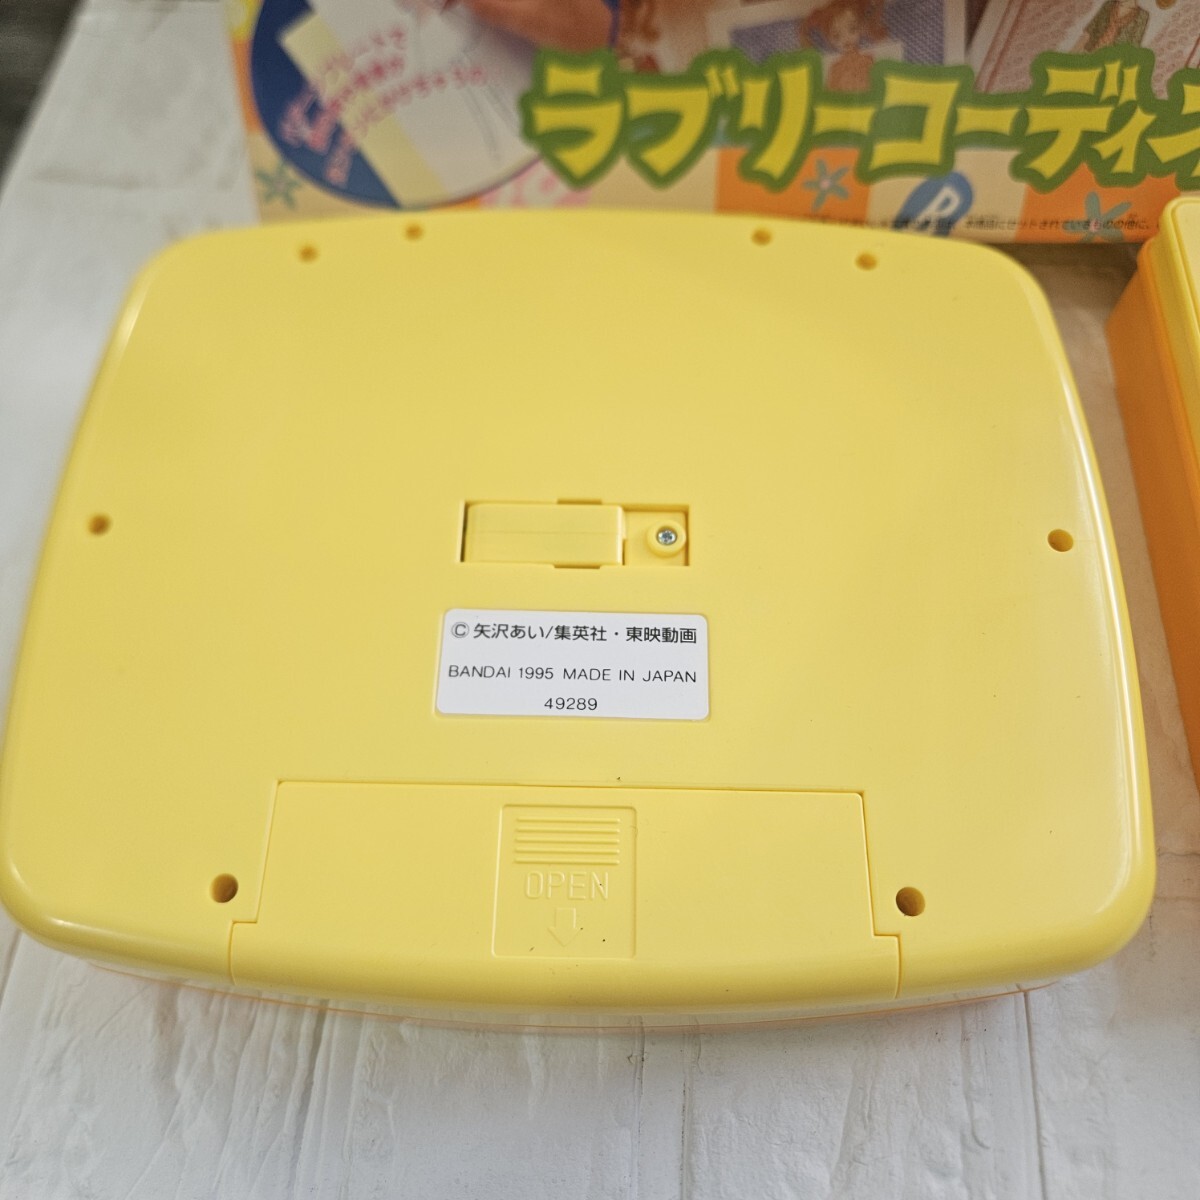 ラブリーコーディ
© 矢沢あい/集英社・東映動画
BANDAI 1995 MADE IN JAPAN
49289
OPEN